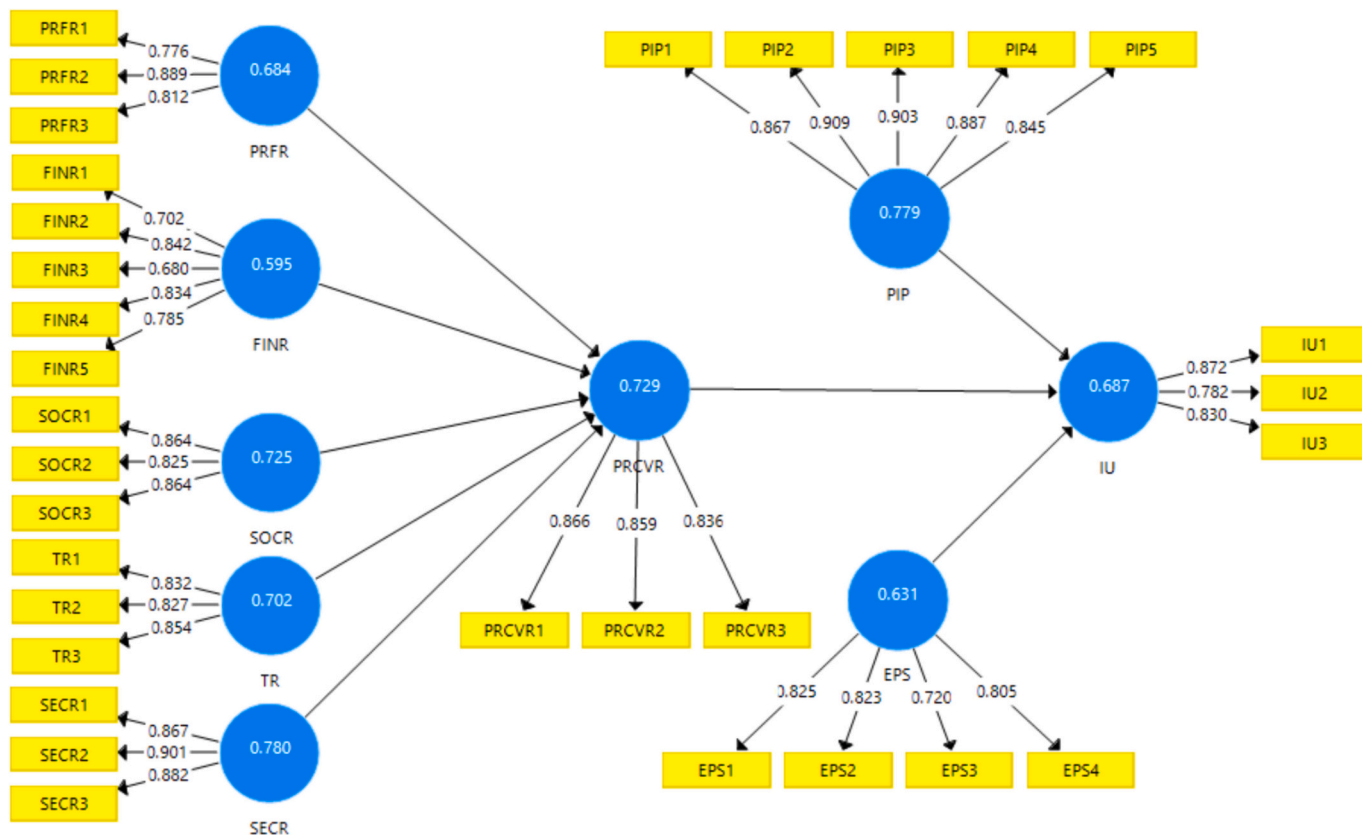 PRFR1
0.776
PRFR2
0.889
0.812
PRFR3
0.684
PRFR
FINR1
0.702
FINR2
0.842
FINR3
0.680
0.834
FINR4
0.785
FINR5
0.595
FINR
SOCR1
0.864
SOCR2
0.825
0.864
SOCR3
0.725
SOCR
TR1
0.832
TR2
0.827
0.854
TR3
0.702
TR
SECR1
0.867
SECR2
0.901
0.882
SECR3
0.780
SECR
0.729
PRCVR
0.866
0.859
0.836
PRCVR1
PRCVR2
PRCVR3
PIP1
PIP2
PIP3
PIP4
PIP5
0.867
0.909
0.903
0.887
0.845
0.779
PIP
0.687
IU
0.872
0.782
0.830
IU1
IU2
IU3
0.631
EPS
0.825
0.823
0.720
0.805
EPS1
EPS2
EPS3
EPS4